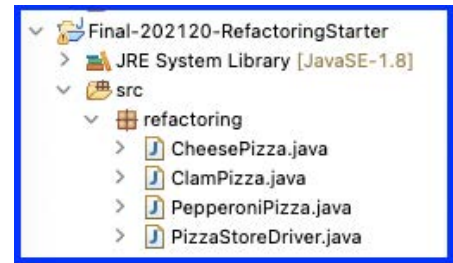 Final-202120-RefactoringStarter
JRE System Library [JavaSE-1.8]
src
refactoring
CheesePizza.java
ClamPizza.java
PepperoniPizza.java
PizzaStoreDriver.java